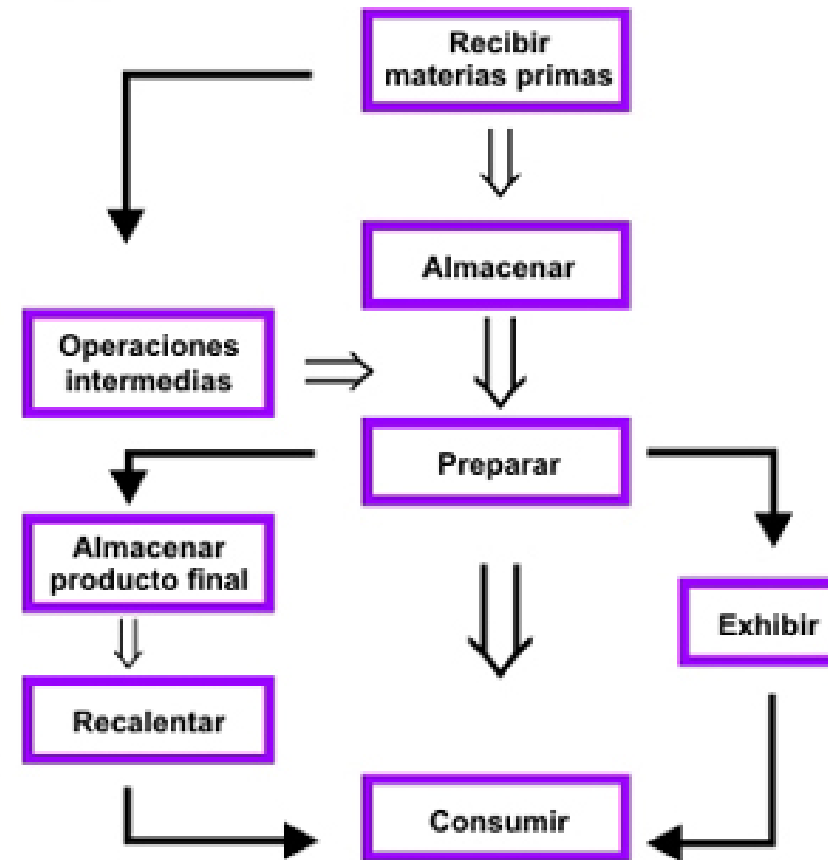 Recibir
materias primas
Almacenar
Operaciones
intermedias
Preparar
Almacenar
producto final
Exhibir
Recalentar
Consumir